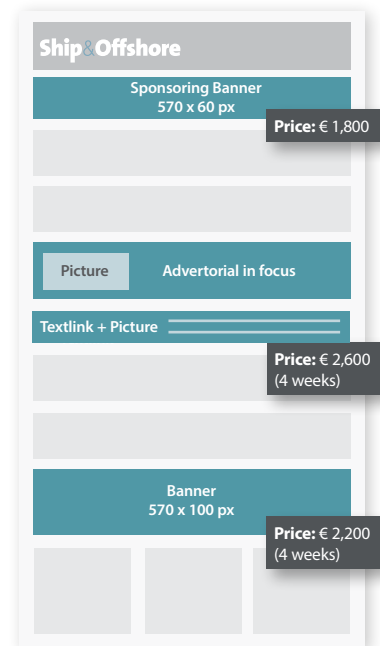 Ship&Offshore
Sponsoring Banner
570 x 60 px
Price: € 1,800
Picture
Advertorial in focus
Textlink + Picture
Price: € 2,600
(4 weeks)
Banner
570 x 100 px
Price: € 2,200
(4 weeks)